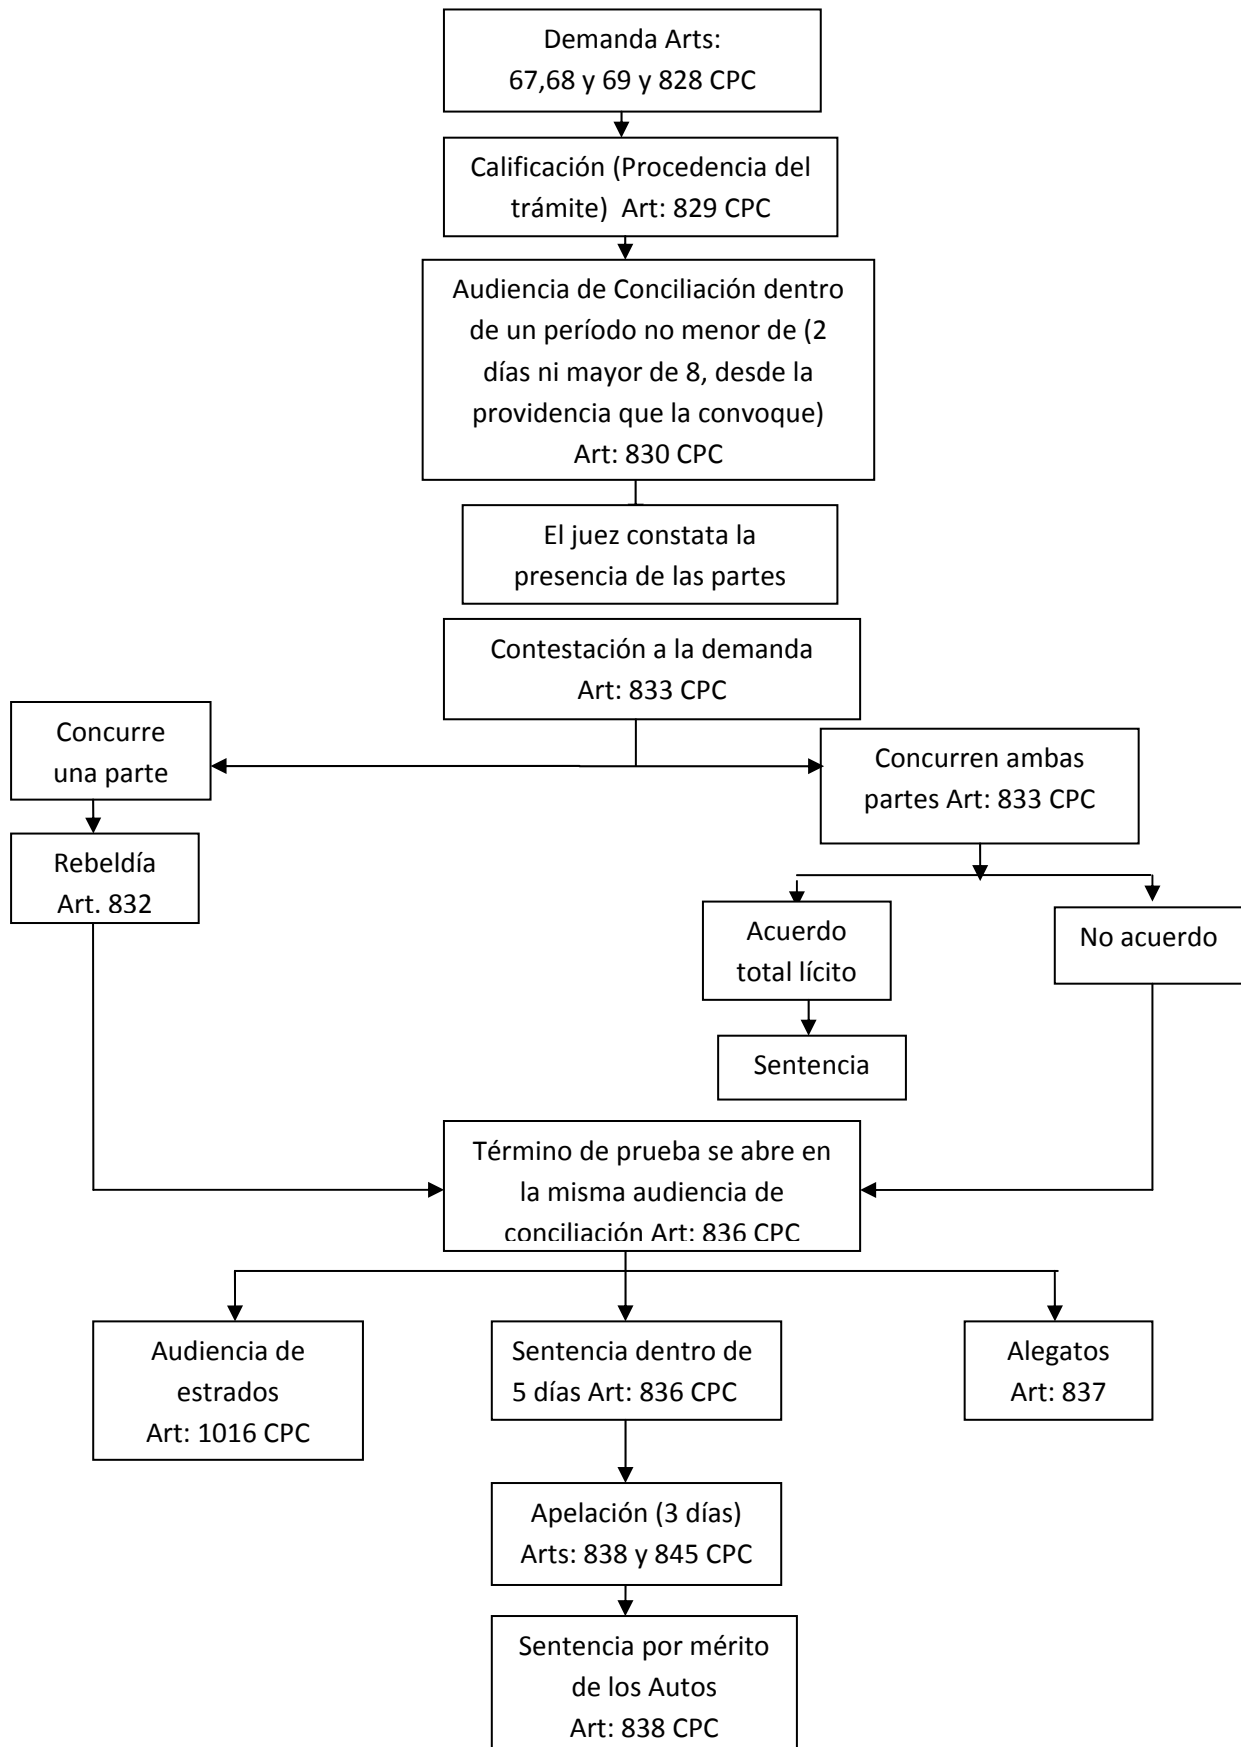 Demanda Arts:
67,68 y 69 y 828 CPC
Calificación (Procedencia del
trámite)  Art: 829 CPC
Audiencia de Conciliación dentro
de un período no menor de (2
días ni mayor de 8, desde la
providencia que la convoque)
Art: 830 CPC
El juez constata la
presencia de las partes
Contestación a la demanda
Art: 833 CPC
Concurre
una parte
Concurren ambas
partes Art: 833 CPC
Rebeldía
Art. 832
Acuerdo
total lícito
No acuerdo
Sentencia
Término de prueba se abre en
la misma audiencia de
conciliación Art: 836 CPC
Audiencia de
estrados
Art: 1016 CPC
Sentencia dentro de
5 días Art: 836 CPC
Alegatos
Art: 837
Apelación (3 días)
Arts: 838 y 845 CPC
Sentencia por mérito
de los Autos
Art: 838 CPC